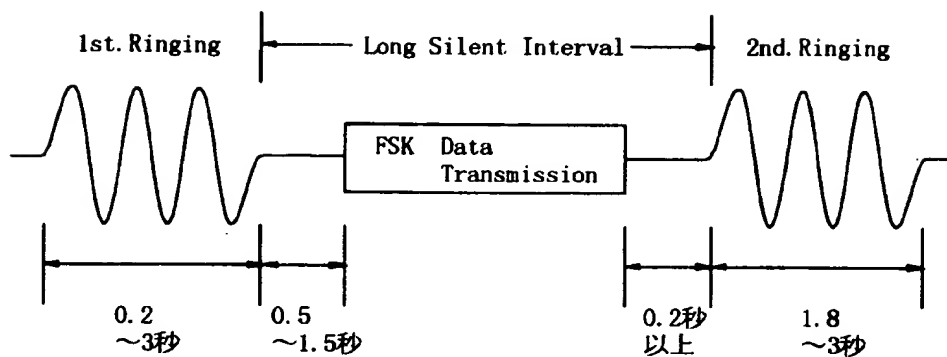 1st. Ringing
Long Silent Interval
2nd. Ringing
FSK Data
Transmission
0.2
～3秒
0.5
～1.5秒
0.2秒
以上
1.8
～3秒